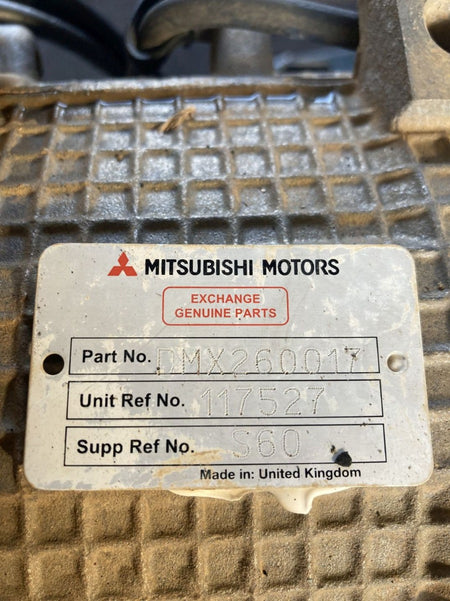 MITSUBISHI MOTORS
EXCHANGE
GENUINE PARTS
Part No. DMX260017
Unit Ref No. 117527
Supp Ref No. S60
Made in: United Kingdom